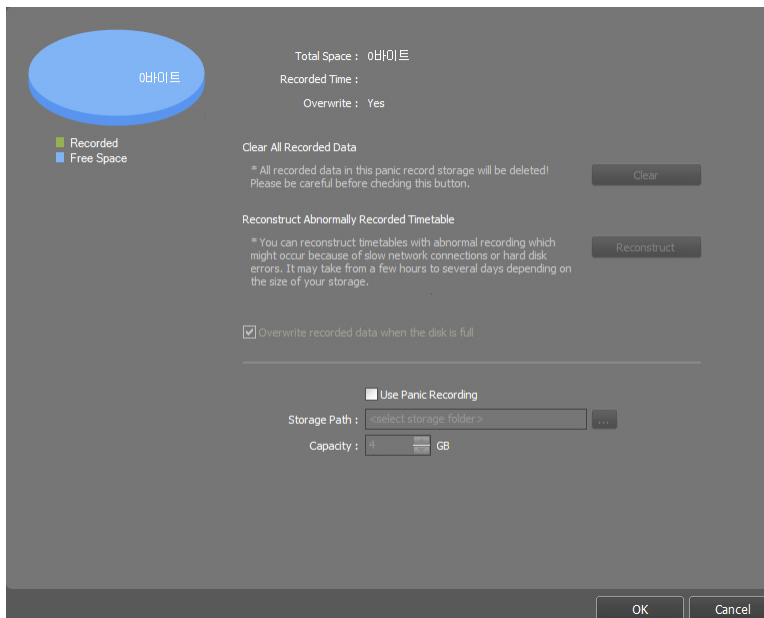 0바이트
Recorded
Free Space
Total Space : 0바이트
Recorded Time :
Overwrite : Yes
Clear All Recorded Data
* All recorded data in this panic record storage will be deleted!
Please be careful before checking this button.
Clear
Reconstruct Abnormally Recorded Timetable
* You can reconstruct timetables with abnormal recording which
might occur because of slow network connections or hard disk
errors. It may take from a few hours to several days depending on
the size of your storage.
Reconstruct
Overwrite recorded data when the disk is full
Use Panic Recording
Storage Path : <select storage folder> ...
Capacity : 4 GB
OK Cancel